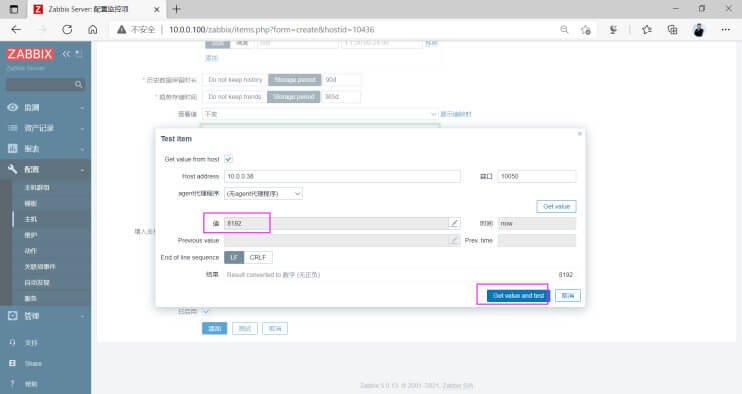 Zabbix Server: 配置监控项
不安全 | 10.0.0.100/zabbix/items.php?form=create&hostid=10436
ZABBIX
Zabbix Server
监测
资产记录
报表
配置
主机群组
模板
主机
维护
动作
关联项事件
自动发现
服务
管理
支持
Share
帮助
添加
* 历史数据保留时长 Do not keep history Storage period 90d
* 趋势存储时间 Do not keep trends Storage period 365d
查看值 不变 展示值映射
Test item
Get value from host
Host address 10.0.0.38 端口 10050
agent代理程序 (无agent代理程序)
Get value
值 8192 时间 now
Previous value Prev. time
End of line sequence LF CRLF
结果 Result converted to 数字 (无正负) 8192
Get value and test 取消
已启用
添加 测试 取消
Zabbix 5.0.13. © 2001–2021, Zabbix SIA